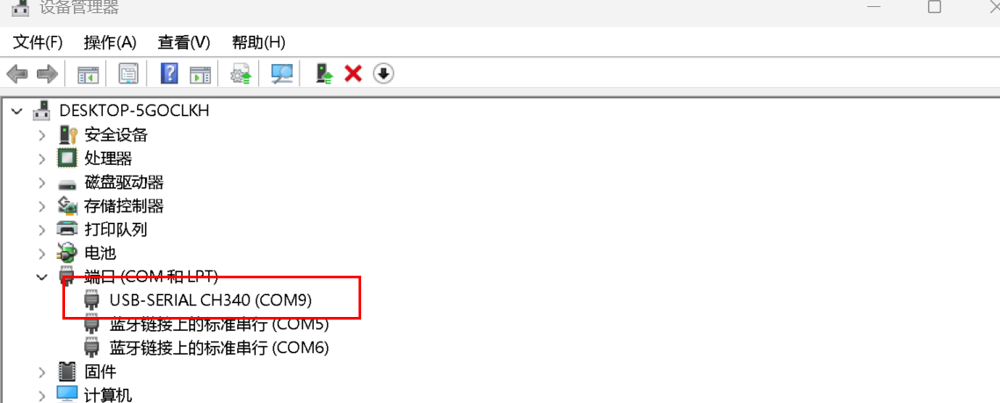 设备管理器
文件(F) 操作(A) 查看(V) 帮助(H)
DESKTOP-5GOCLKH
安全设备
处理器
磁盘驱动器
存储控制器
打印队列
电池
端口 (COM 和 LPT)
USB-SERIAL CH340 (COM9)
蓝牙链接上的标准串行 (COM5)
蓝牙链接上的标准串行 (COM6)
固件
计算机